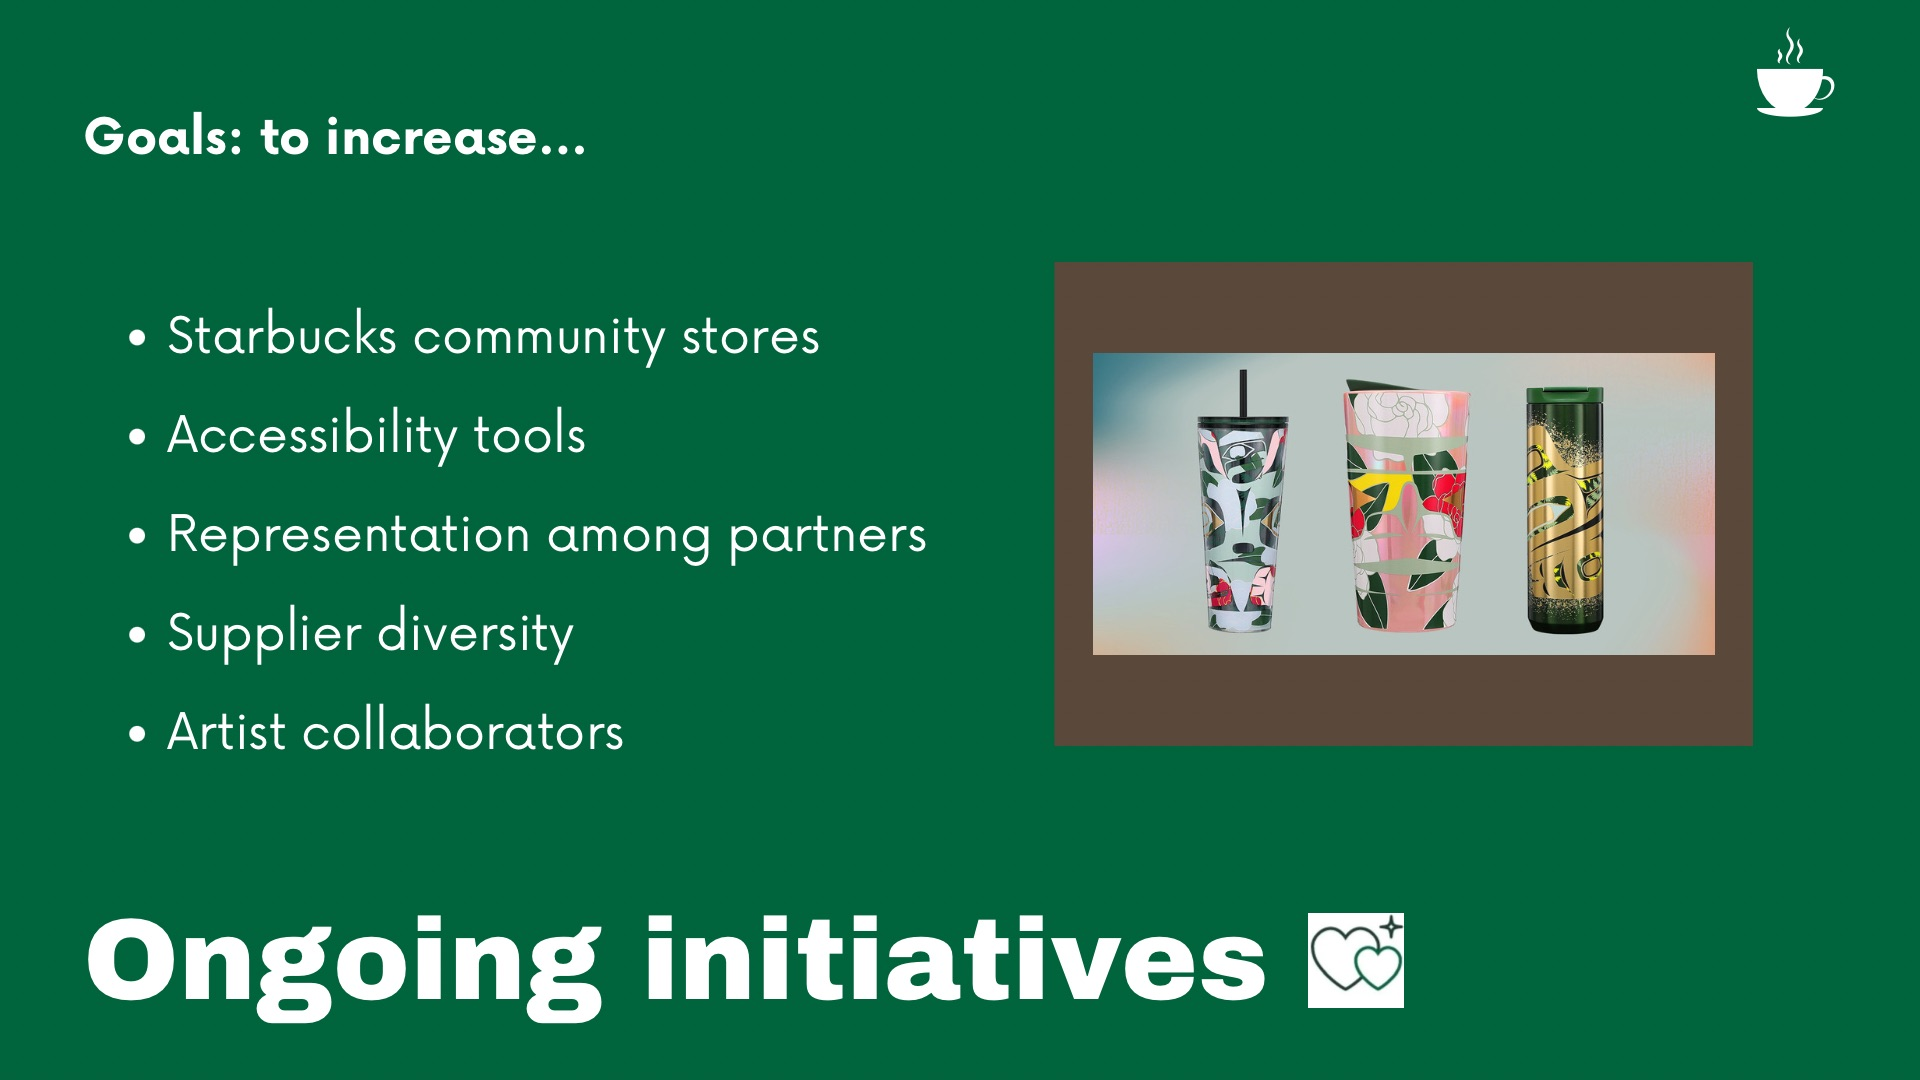 Goals: to increase...
• Starbucks community stores
• Accessibility tools
• Representation among partners
• Supplier diversity
• Artist collaborators
Ongoing initiatives